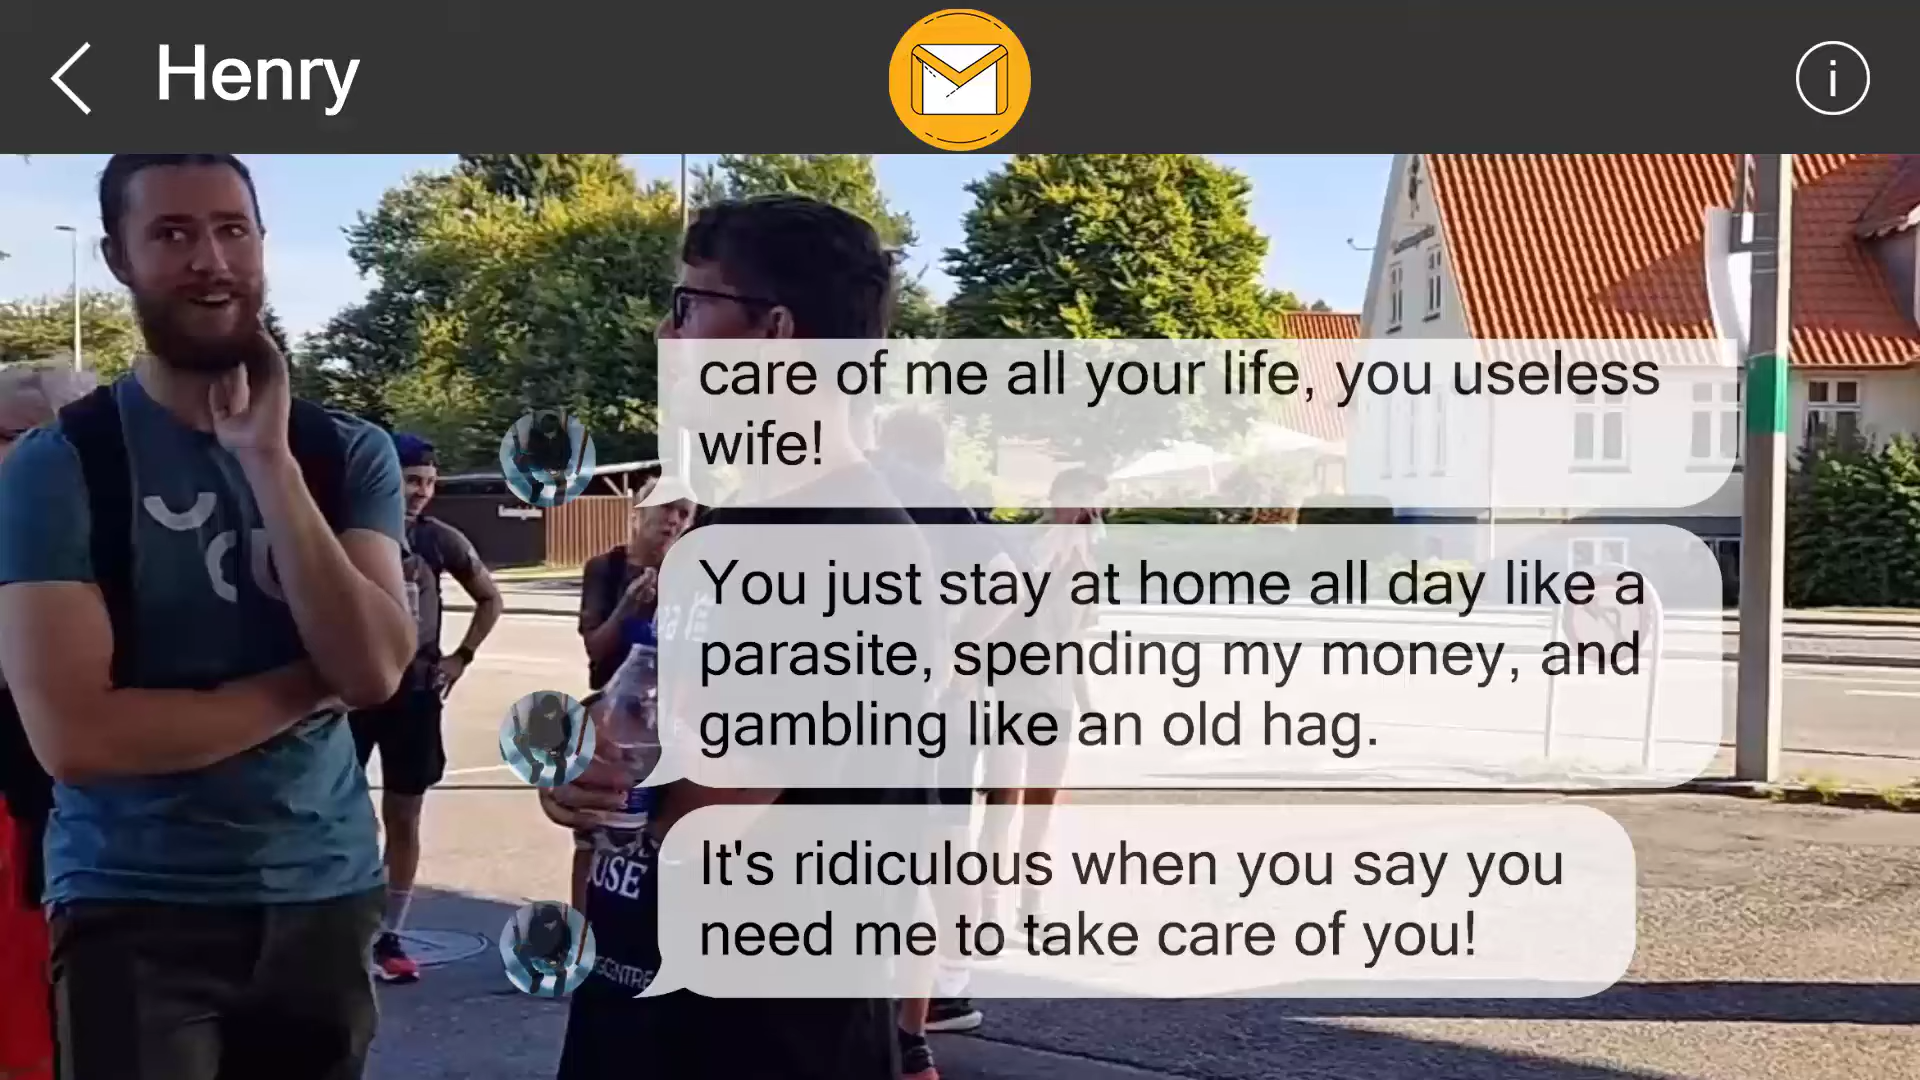 Henry
care of me all your life, you useless
wife!
You just stay at home all day like a
parasite, spending my money, and
gambling like an old hag.
It's ridiculous when you say you
need me to take care of you!